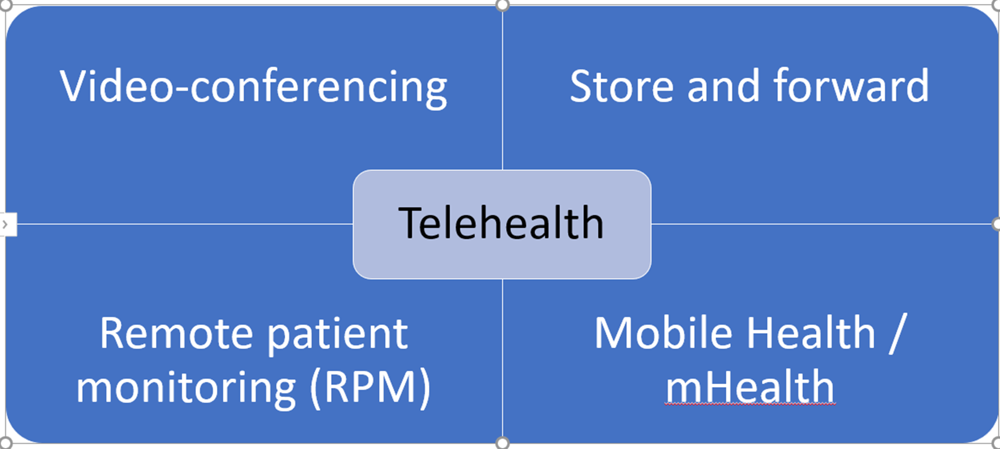 Video-conferencing
Store and forward
Telehealth
Remote patient
monitoring (RPM)
Mobile Health /
mHealth